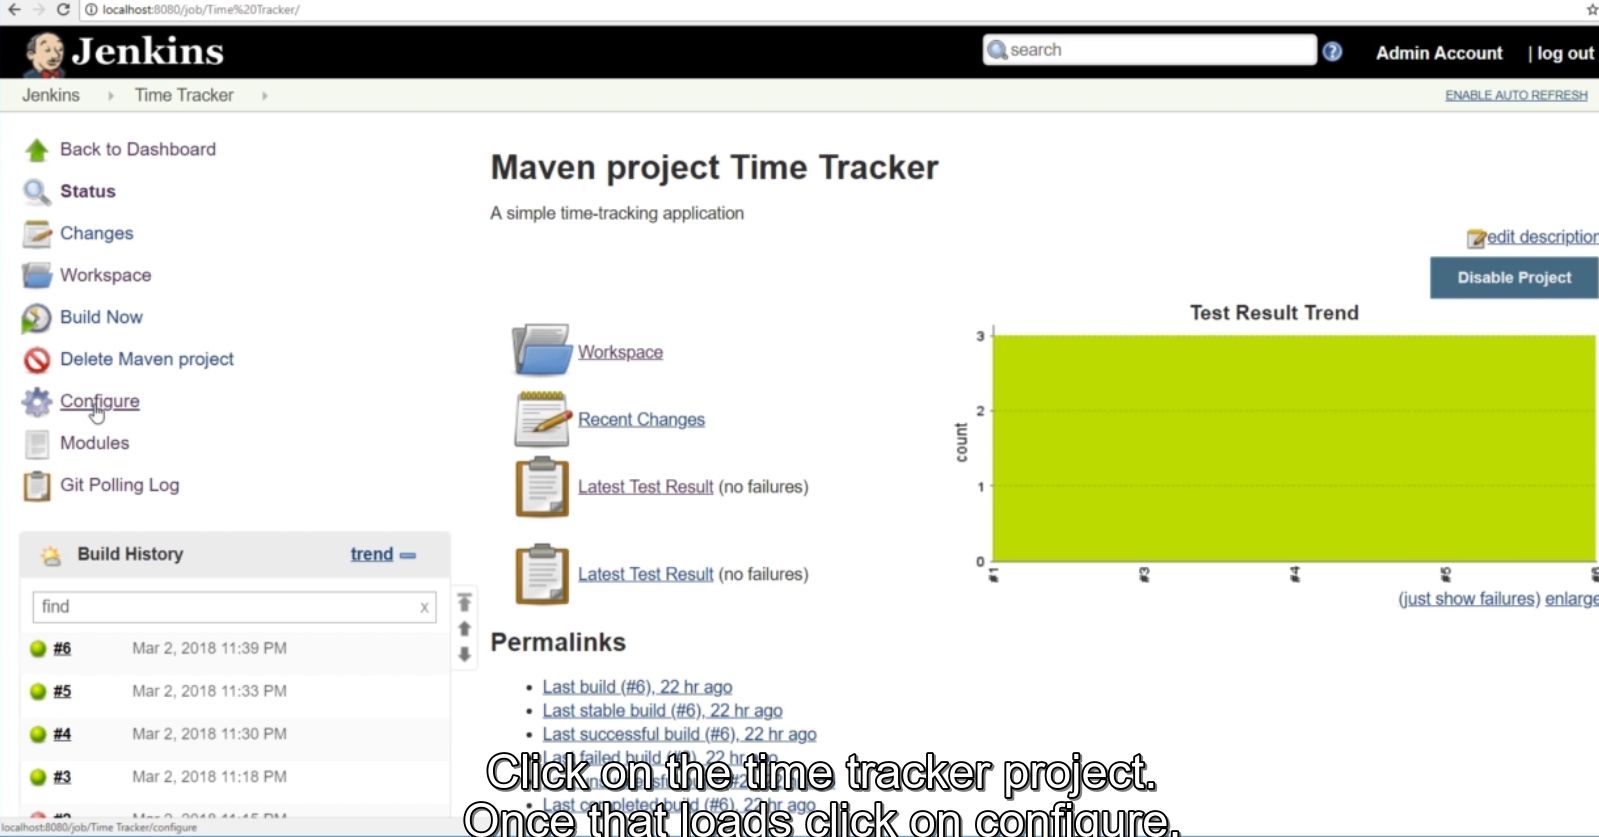 localhost:8080/job/Time%20Tracker/
Jenkins
search
Admin Account
| log out
Jenkins
Time Tracker
ENABLE AUTO REFRESH
Back to Dashboard
Status
Changes
Workspace
Build Now
Delete Maven project
Configure
Modules
Git Polling Log
Build History
trend
find
x
#6 Mar 2, 2018 11:39 PM
#5 Mar 2, 2018 11:33 PM
#4 Mar 2, 2018 11:30 PM
#3 Mar 2, 2018 11:18 PM
Maven project Time Tracker
A simple time-tracking application
edit description
Disable Project
Workspace
Recent Changes
Latest Test Result (no failures)
Latest Test Result (no failures)
Test Result Trend
count
3
2
1
0
#1
#3
#4
#5
#6
(just show failures) enlarge
Permalinks
Last build (#6), 22 hr ago
Last stable build (#6), 22 hr ago
Last successful build (#6), 22 hr ago
Last failed build 22 hr ago
Last completed build (#6), 22 hr ago
Click on the time tracker project.
Once that loads click on configure.
localhost:8080/job/Time Tracker/configure